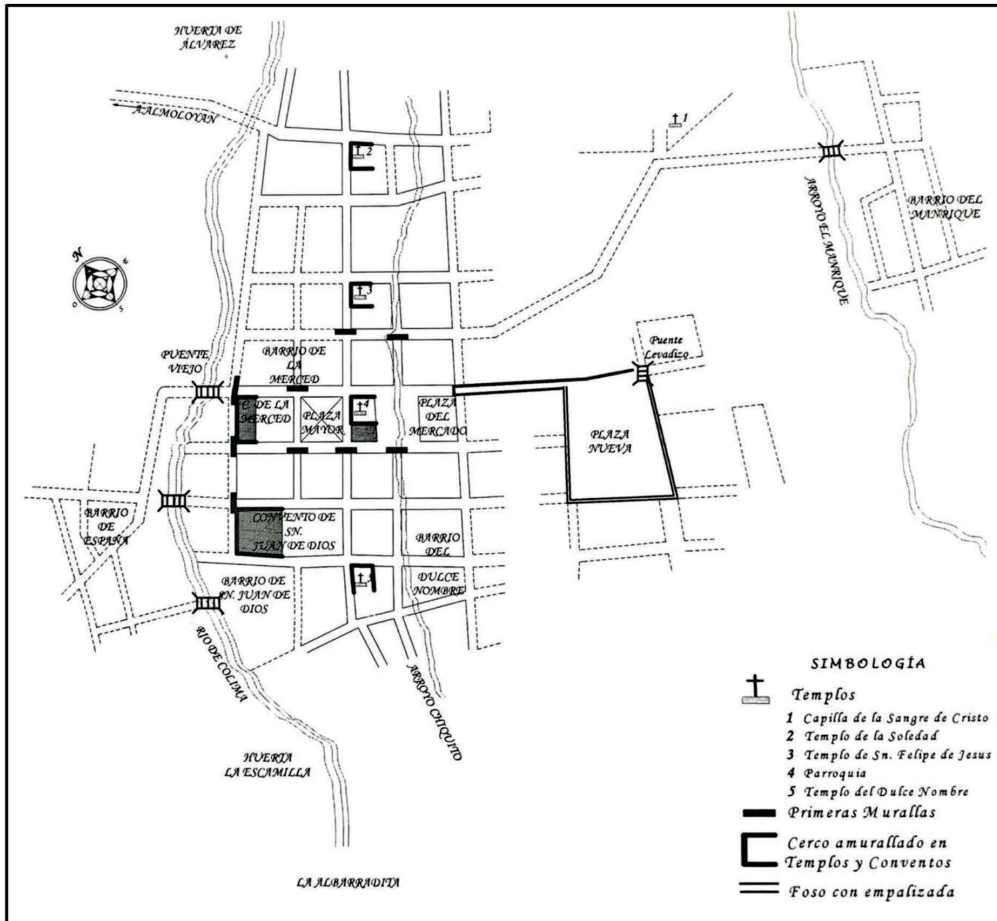 HUERTA DE
ÁLVAREZ
A ALMOLOYAN
1
2
ARROYO EL MANRIQUE
BARRIO DEL
MANRIQUE
N
E
O
S
3
Puente
Levadizo
PUENTE
VIEJO
BARRIO DE
LA
MERCED
C. DE LA
MERCED
PLAZA
MAYOR
4
PLAZA
DEL
MERCADO
PLAZA
NUEVA
BARRIO
DE
ESPAÑA
CONVENTO DE
SN.
JUAN DE DIOS
BARRIO
DEL
DULCE
NOMBRE
BARRIO DE
SN. JUAN DE
DIOS
5
RIO DE COLIMA
ARROYO CHIQUITO
HUERTA
LA ESCAMILLA
LA ALBARRADITA
SIMBOLOGÍA
Templos
1 Capilla de la Sangre de Cristo
2 Templo de la Soledad
3 Templo de Sn. Felipe de Jesus
4 Parroquia
5 Templo del Dulce Nombre
Primeras Murallas
Cerco amurallado en
Templos y Conventos
Foso con empalizada